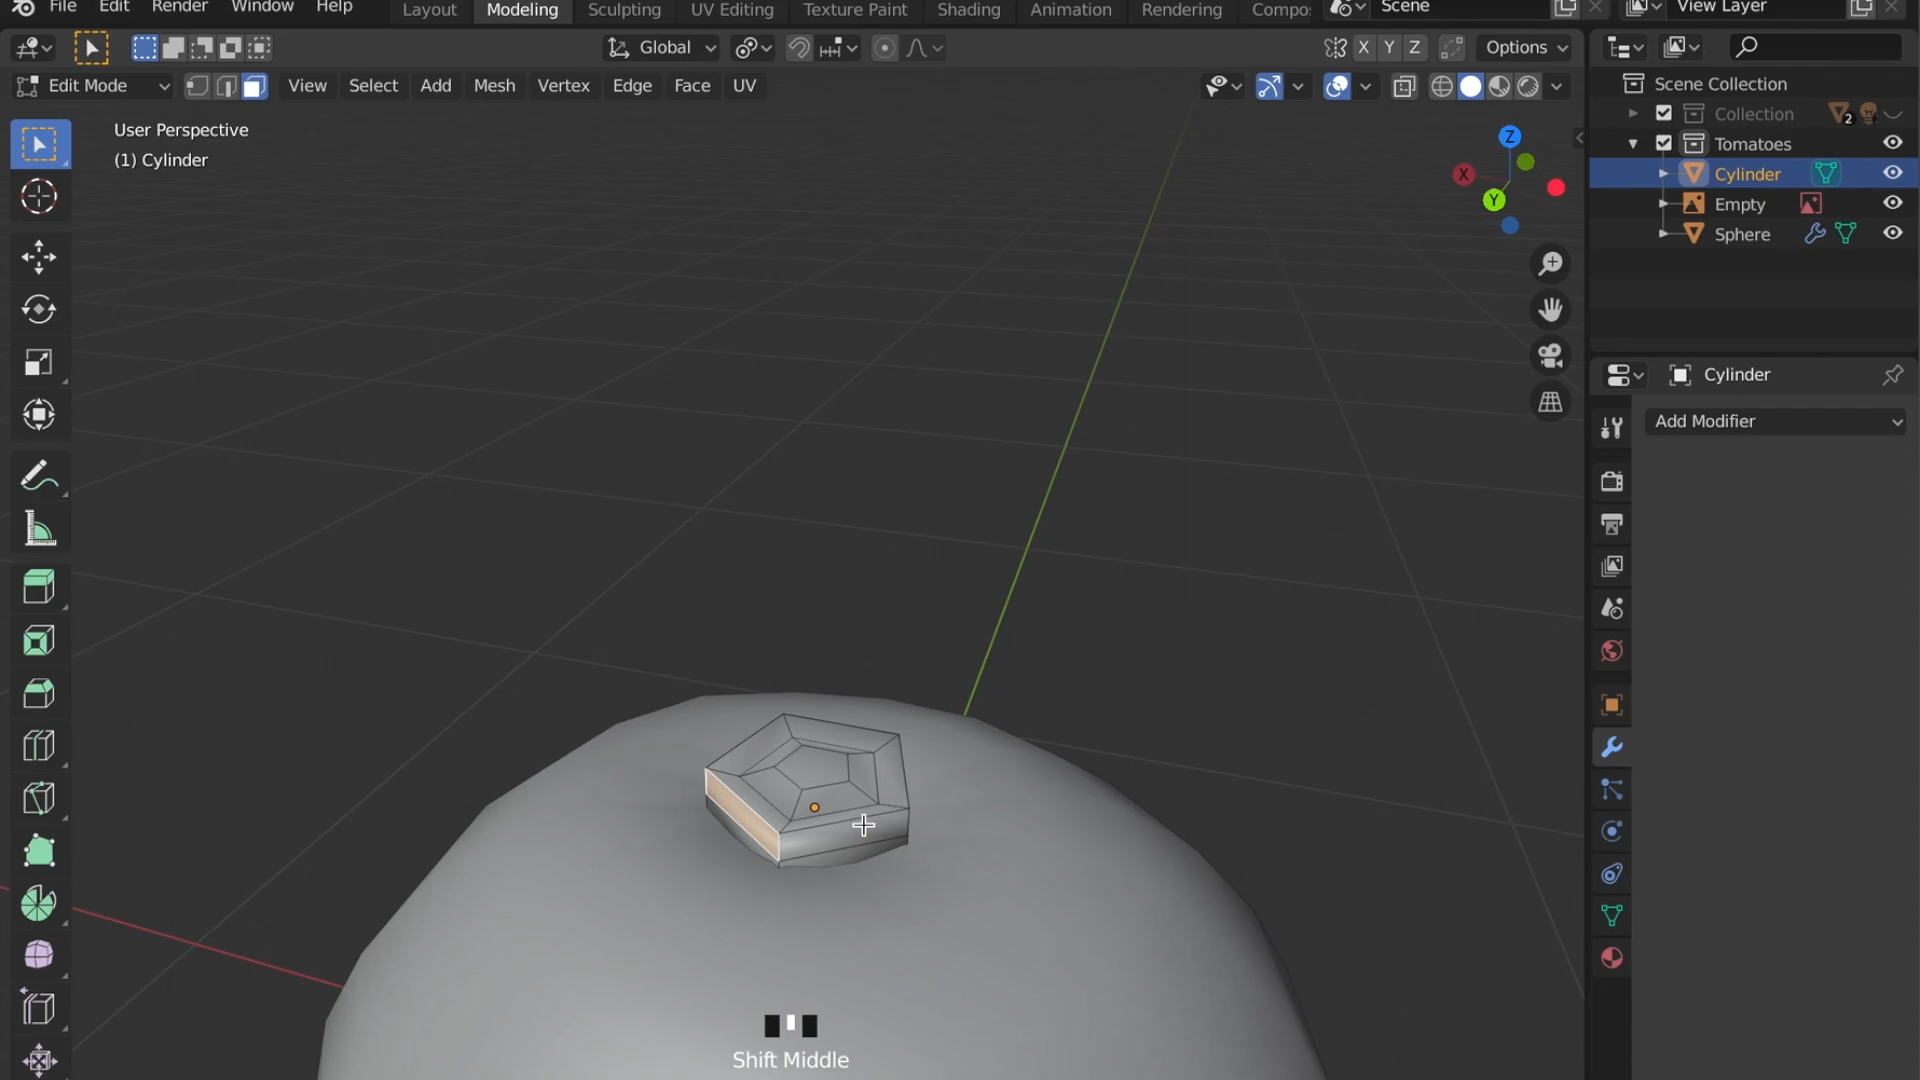 File Edit Render Window Help
Layout Modeling Sculpting UV Editing Texture Paint Shading Animation Rendering Compo
Scene
View Layer
Global
X Y Z
Options
Edit Mode
View Select Add Mesh Vertex Edge Face UV
Scene Collection
Collection 2
Tomatoes
Cylinder
Empty
Sphere
User Perspective
(1) Cylinder
Z
X
Y
Cylinder
Add Modifier
Shift Middle